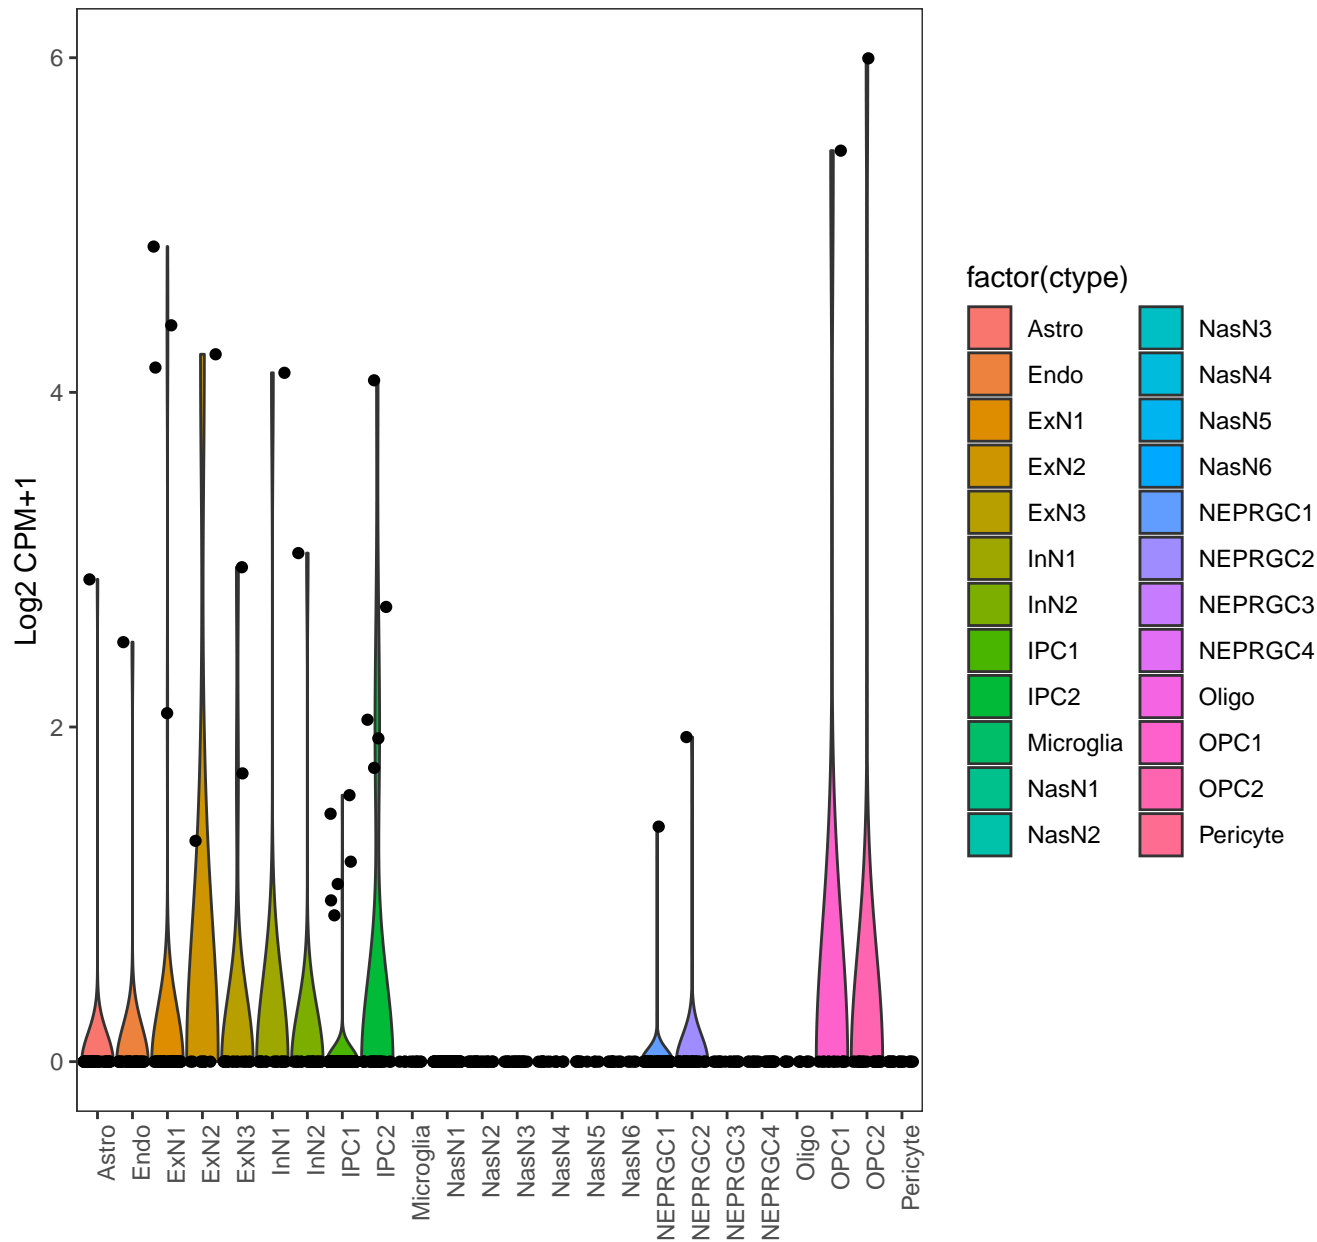 6
4
2
0
Log2 CPM+1
Astro
Endo
ExN1
ExN2
ExN3
InN1
InN2
IPC1
IPC2
Microglia
NasN1
NasN2
NasN3
NasN4
NasN5
NasN6
NEPRGC1
NEPRGC2
NEPRGC3
NEPRGC4
Oligo
OPC1
OPC2
Pericyte
factor(ctype)
Astro
Endo
ExN1
ExN2
ExN3
InN1
InN2
IPC1
IPC2
Microglia
NasN1
NasN2
NasN3
NasN4
NasN5
NasN6
NEPRGC1
NEPRGC2
NEPRGC3
NEPRGC4
Oligo
OPC1
OPC2
Pericyte